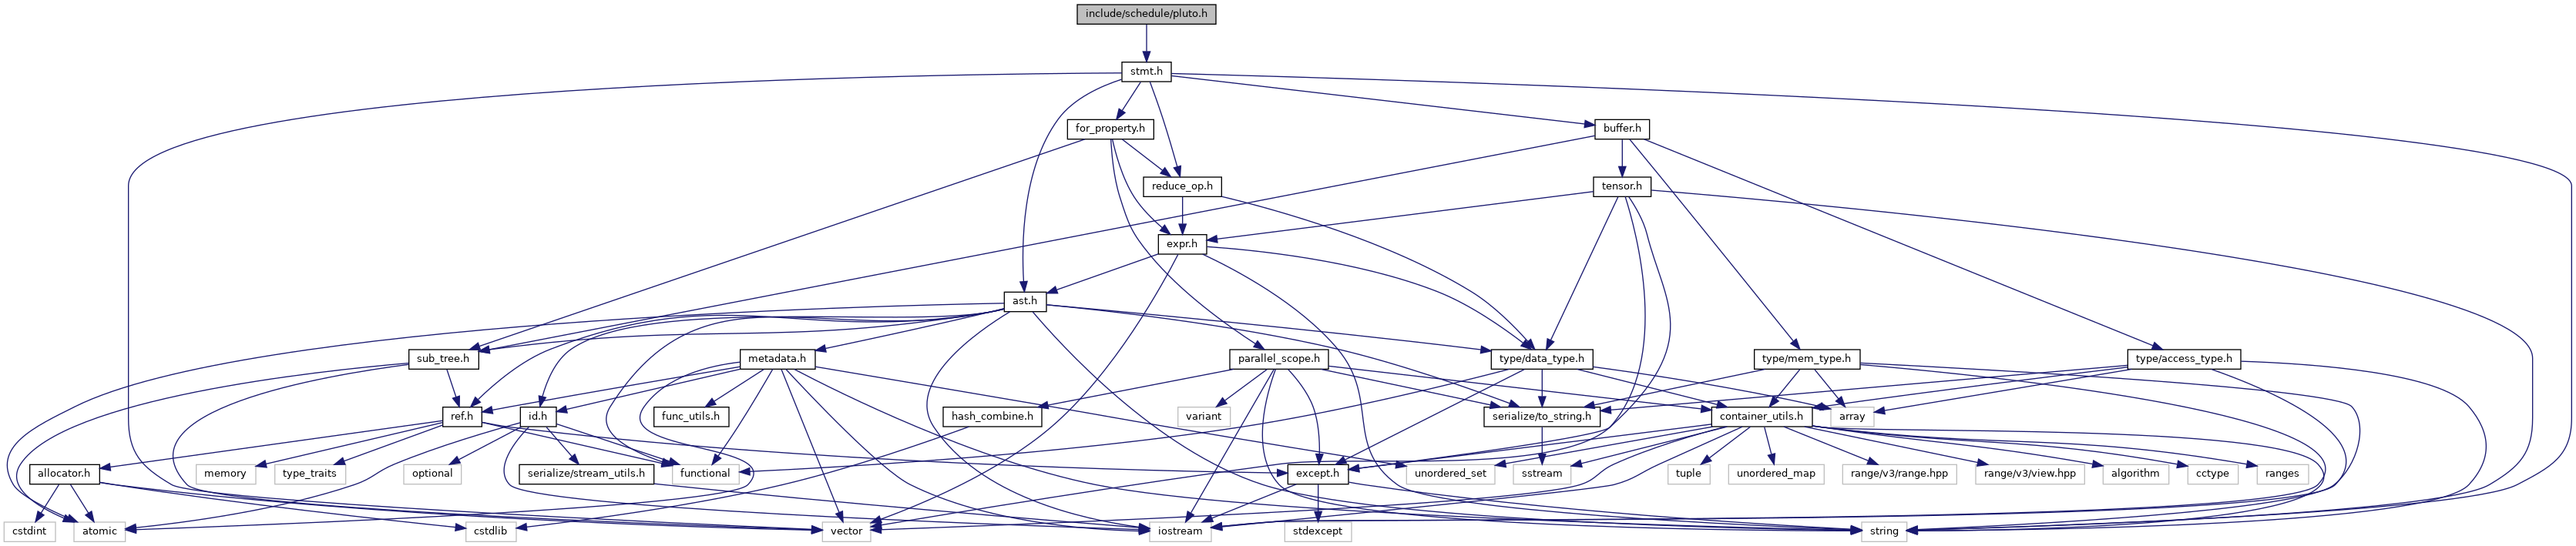 include/schedule/pluto.h
stmt.h
for_property.h
buffer.h
reduce_op.h
tensor.h
expr.h
ast.h
sub_tree.h
metadata.h
parallel_scope.h
type/data_type.h
type/mem_type.h
type/access_type.h
ref.h
id.h
func_utils.h
hash_combine.h
variant
serialize/to_string.h
container_utils.h
array
allocator.h
memory
type_traits
optional
serialize/stream_utils.h
functional
except.h
unordered_set
sstream
tuple
unordered_map
range/v3/range.hpp
range/v3/view.hpp
algorithm
cctype
ranges
cstdint
atomic
cstdlib
vector
iostream
stdexcept
string